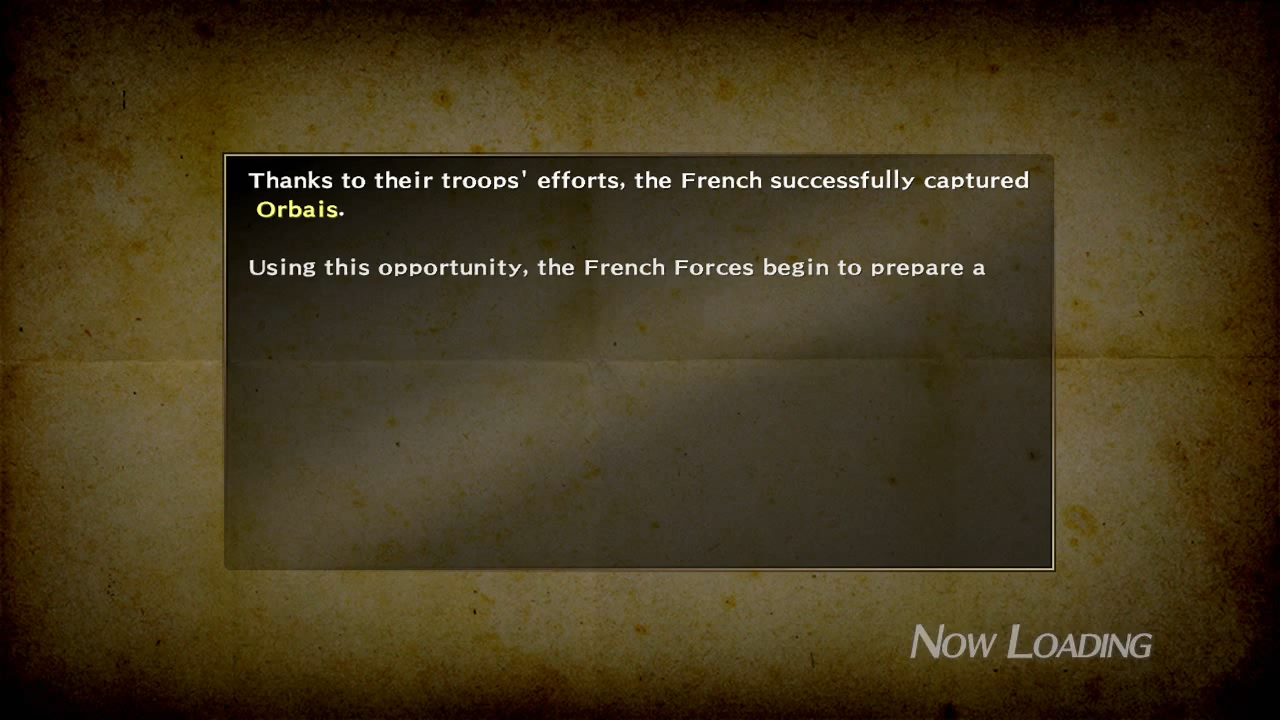 Thanks to their troops' efforts, the French successfully captured
Orbais.
Using this opportunity, the French Forces begin to prepare a
NOW LOADING